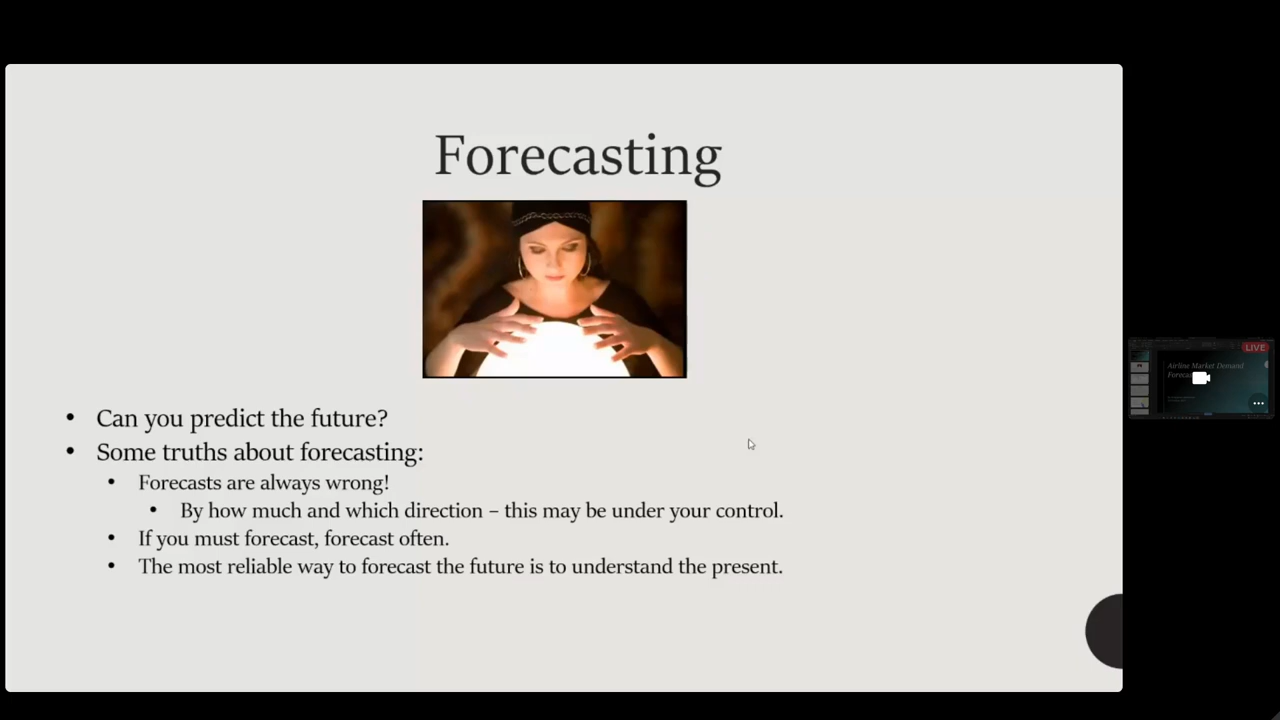 Forecasting
• Can you predict the future?
• Some truths about forecasting:
• Forecasts are always wrong!
• By how much and which direction – this may be under your control.
• If you must forecast, forecast often.
• The most reliable way to forecast the future is to understand the present.
LIVE
Airline Market Demand